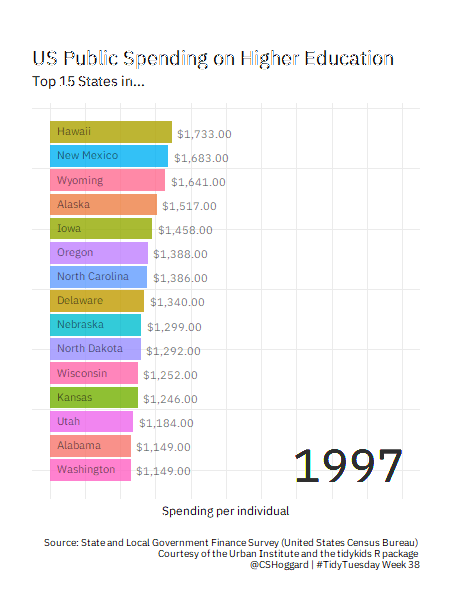 US Public Spending on Higher Education
Top 15 States in...
Hawaii $1,733.00
New Mexico $1,683.00
Wyoming $1,641.00
Alaska $1,517.00
Iowa $1,458.00
Oregon $1,388.00
North Carolina $1,386.00
Delaware $1,340.00
Nebraska $1,299.00
North Dakota $1,292.00
Wisconsin $1,252.00
Kansas $1,246.00
Utah $1,184.00
Alabama $1,149.00
Washington $1,149.00
1997
Spending per individual
Source: State and Local Government Finance Survey (United States Census Bureau)
Courtesy of the Urban Institute and the tidykids R package
@CSHoggard | #TidyTuesday Week 38